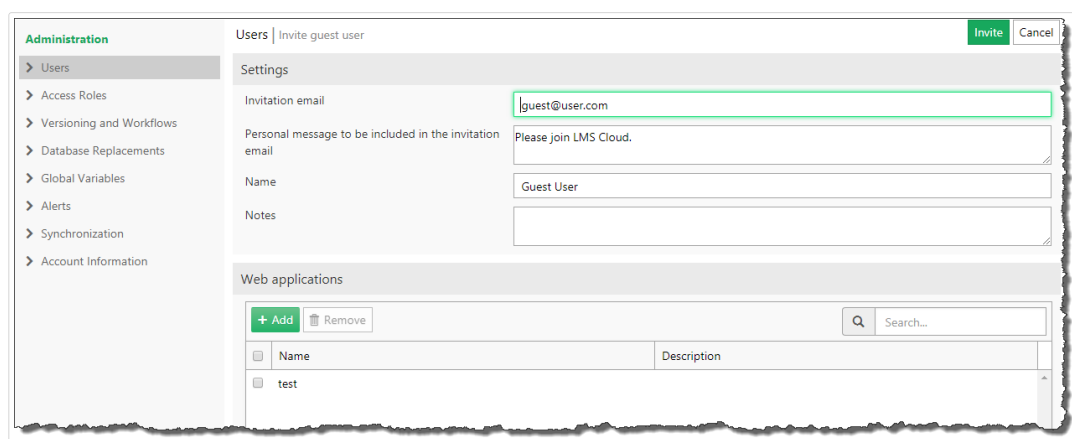 Administration
Users
Access Roles
Versioning and Workflows
Database Replacements
Global Variables
Alerts
Synchronization
Account Information
Users | Invite guest user
Invite
Cancel
Settings
Invitation email
guest@user.com
Personal message to be included in the invitation
email
Please join LMS Cloud.
Name
Guest User
Notes
Web applications
+ Add
Remove
Search...
Name
Description
test